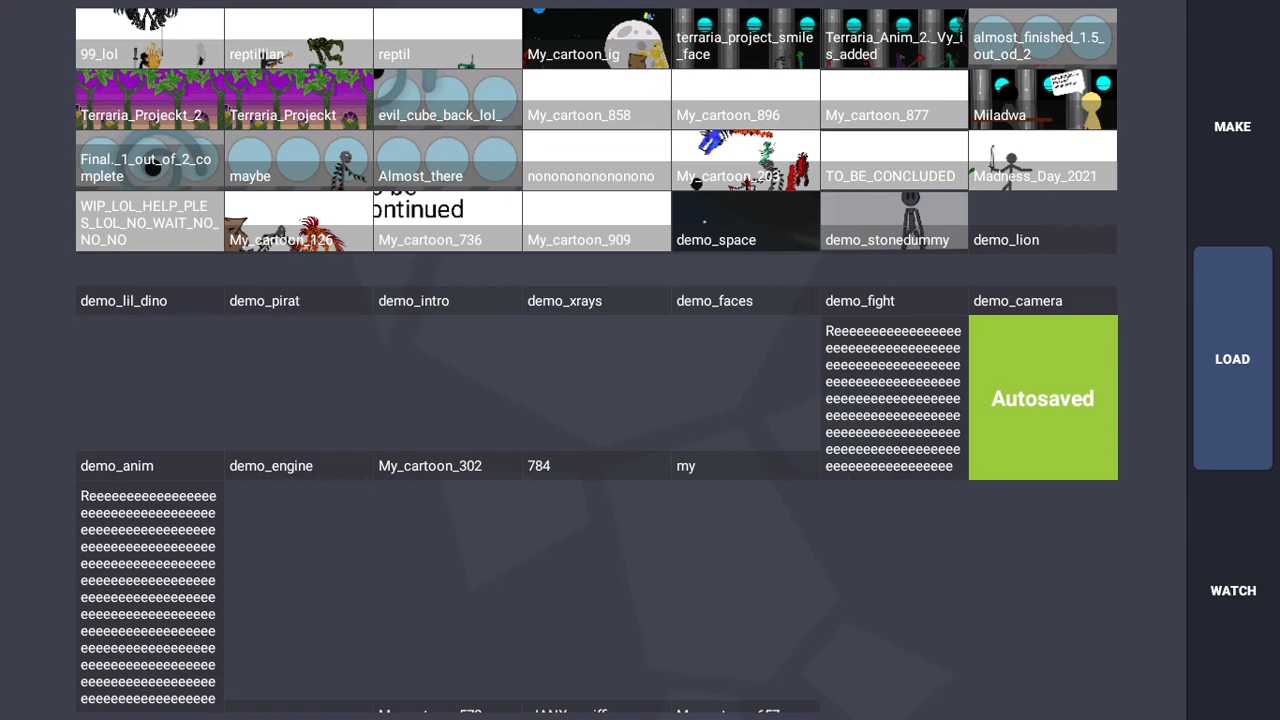 99_lol
reptillian
reptil
My_cartoon_ig
terraria_project_smile
_face
Terraria_Anim_2._Vy_i
s_added
almost_finished_1.5_
out_od_2
Terraria_Projeckt_2
Terraria_Projeckt
evil_cube_back_lol_
My_cartoon_858
My_cartoon_896
My_cartoon_877
Miladwa
MAKE
Final._1_out_of_2_co
mplete
maybe
Almost_there
nononononononono
My_cartoon_203
TO_BE_CONCLUDED
Madness_Day_2021
WIP_LOL_HELP_PLE
S_LOL_NO_WAIT_NO_
NO_NO
My_cartoon_126
ontinued
My_cartoon_736
My_cartoon_909
demo_space
demo_stonedummy
demo_lion
demo_lil_dino
demo_pirat
demo_intro
demo_xrays
demo_faces
demo_fight
demo_camera
LOAD
demo_anim
demo_engine
My_cartoon_302
784
my
Reeeeeeeeeeeeeeee
eeeeeeeeeeeeeeeee
eeeeeeeeeeeeeeeee
eeeeeeeeeeeeeeeee
eeeeeeeeeeeeeeeee
eeeeeeeeeeeeeeeee
eeeeeeeeeeeeeeeee
eeeeeeeeeeeeeeeee
eeeeeeeeeeeeeeee
Autosaved
Reeeeeeeeeeeeeeee
eeeeeeeeeeeeeeeee
eeeeeeeeeeeeeeeee
eeeeeeeeeeeeeeeee
eeeeeeeeeeeeeeeee
eeeeeeeeeeeeeeeee
eeeeeeeeeeeeeeeee
eeeeeeeeeeeeeeeee
eeeeeeeeeeeeeeeee
eeeeeeeeeeeeeeeee
eeeeeeeeeeeeeeeee
eeeeeeeeeeeeeeeee
eeeeeeeeeeeeeeeee
WATCH